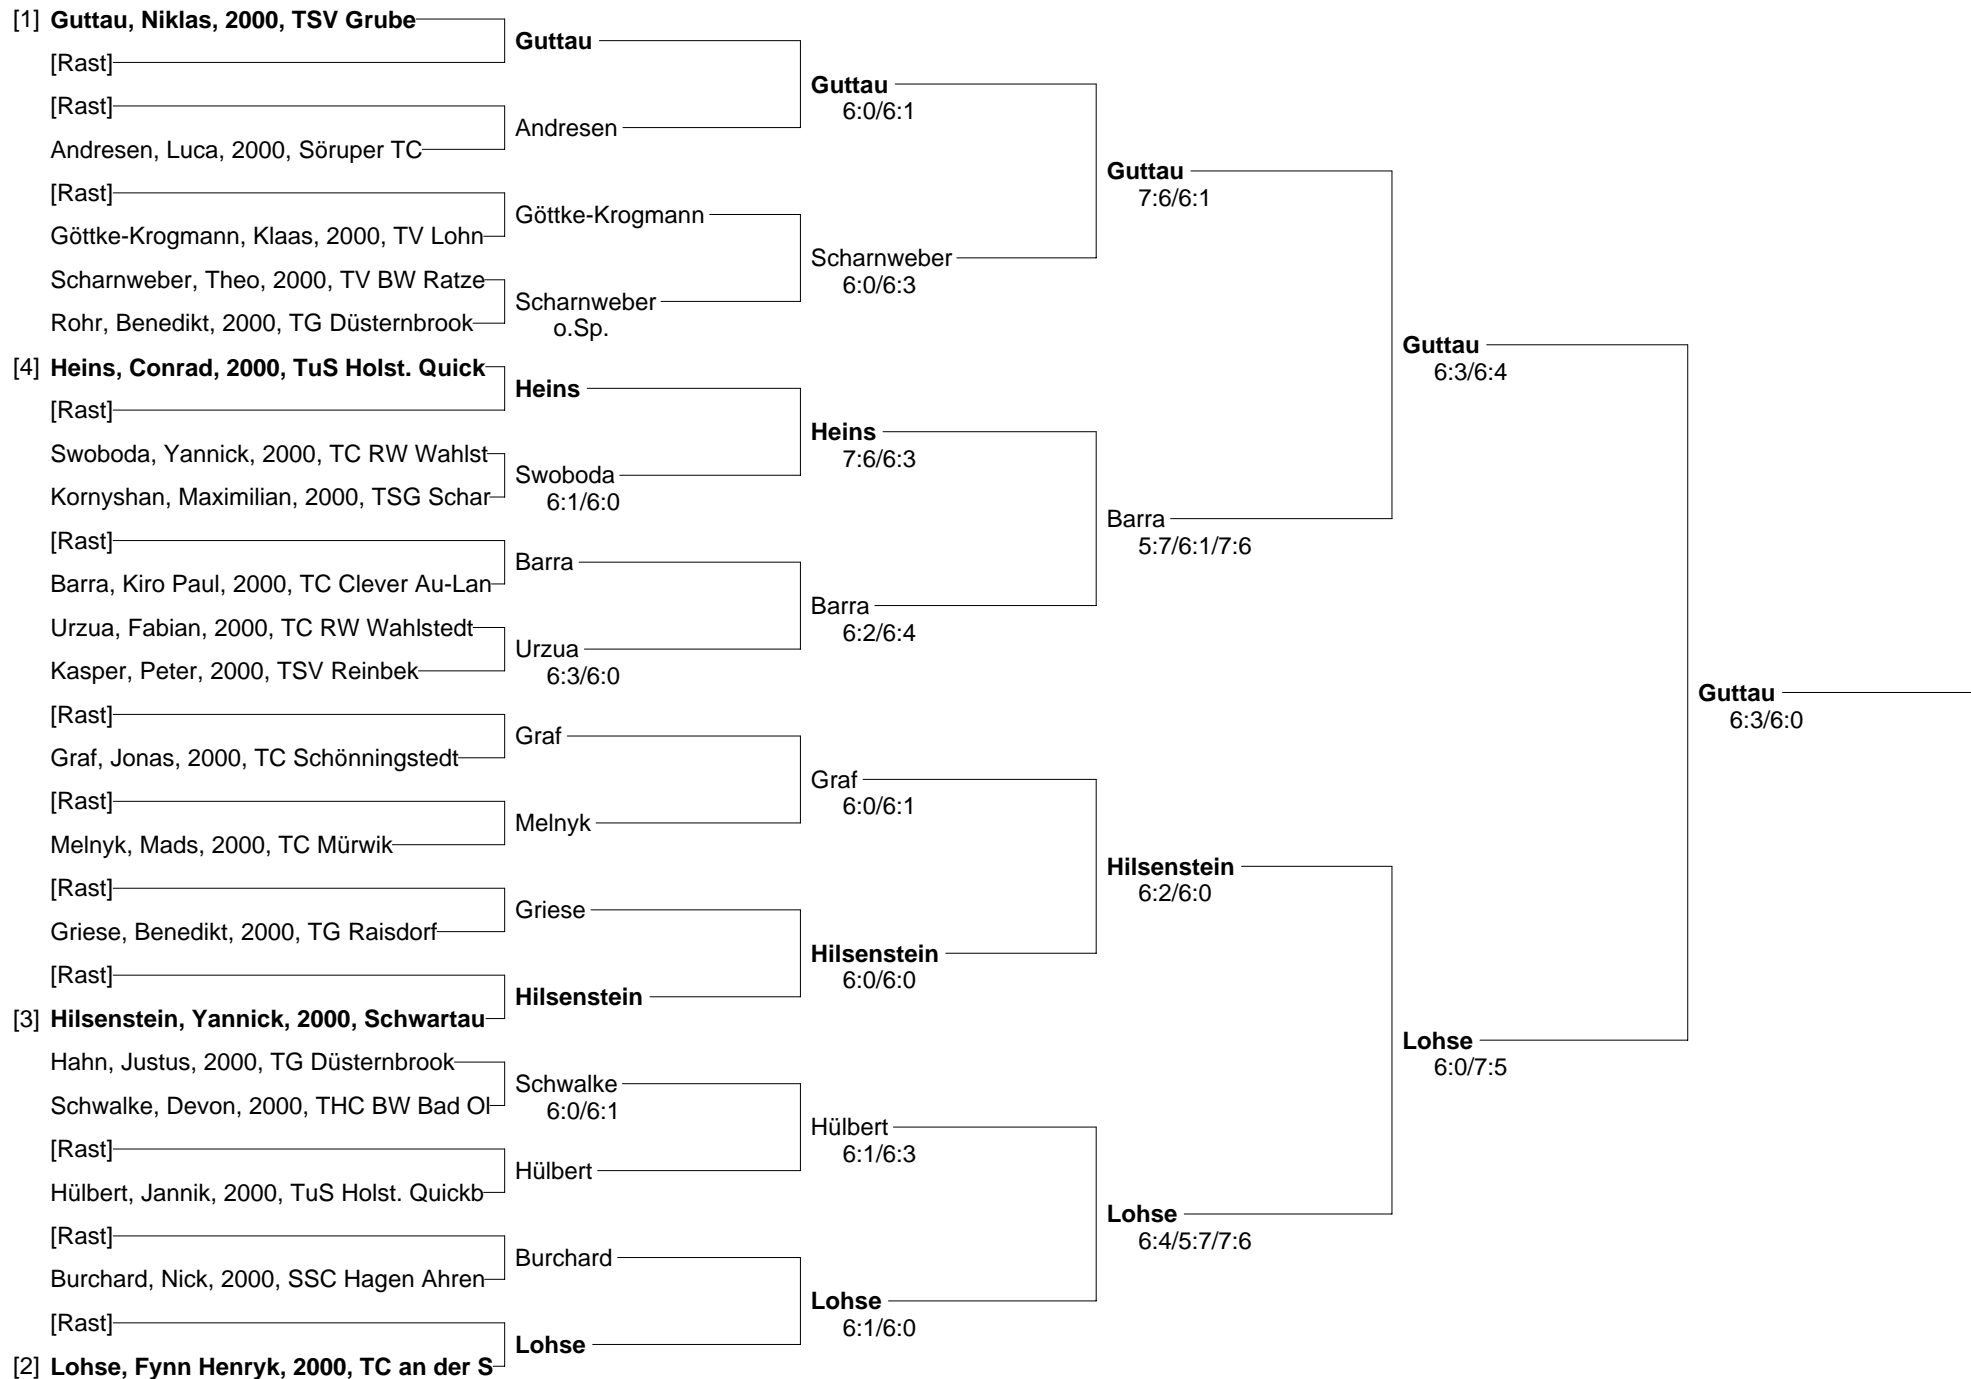 [1] Guttau, Niklas, 2000, TSV Grube
[Rast]
[Rast]
Andresen, Luca, 2000, Söruper TC
[Rast]
Göttke-Krogmann, Klaas, 2000, TV Lohn
Scharnweber, Theo, 2000, TV BW Ratze
Rohr, Benedikt, 2000, TG Düsternbrook
[4] Heins, Conrad, 2000, TuS Holst. Quick
[Rast]
Swoboda, Yannick, 2000, TC RW Wahlst
Kornyshan, Maximilian, 2000, TSG Schar
[Rast]
Barra, Kiro Paul, 2000, TC Clever Au-Lan
Urzua, Fabian, 2000, TC RW Wahlstedt
Kasper, Peter, 2000, TSV Reinbek
[Rast]
Graf, Jonas, 2000, TC Schönningstedt
[Rast]
Melnyk, Mads, 2000, TC Mürwik
[Rast]
Griese, Benedikt, 2000, TG Raisdorf
[Rast]
[3] Hilsenstein, Yannick, 2000, Schwartau
Hahn, Justus, 2000, TG Düsternbrook
Schwalke, Devon, 2000, THC BW Bad Ol
[Rast]
Hülbert, Jannik, 2000, TuS Holst. Quickb
[Rast]
Burchard, Nick, 2000, SSC Hagen Ahren
[Rast]
[2] Lohse, Fynn Henryk, 2000, TC an der S
Guttau
Andresen
Göttke-Krogmann
Scharnweber
o.Sp.
Heins
Swoboda
6:1/6:0
Barra
Urzua
6:3/6:0
Graf
Melnyk
Griese
Hilsenstein
Schwalke
6:0/6:1
Hülbert
Burchard
Lohse
Guttau
6:0/6:1
Scharnweber
6:0/6:3
Heins
7:6/6:3
Barra
6:2/6:4
Graf
6:0/6:1
Hilsenstein
6:0/6:0
Hülbert
6:1/6:3
Lohse
6:1/6:0
Guttau
7:6/6:1
Barra
5:7/6:1/7:6
Hilsenstein
6:2/6:0
Lohse
6:4/5:7/7:6
Guttau
6:3/6:4
Lohse
6:0/7:5
Guttau
6:3/6:0